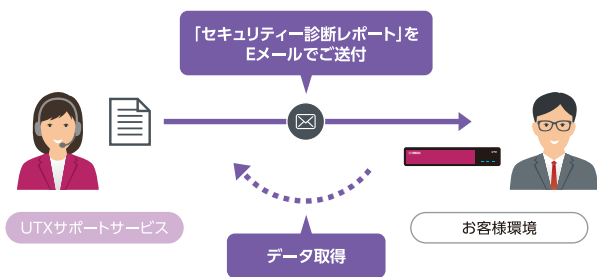 「セキュリティー診断レポート」を
Eメールでご送付
UTXサポートサービス
お客様環境
データ取得